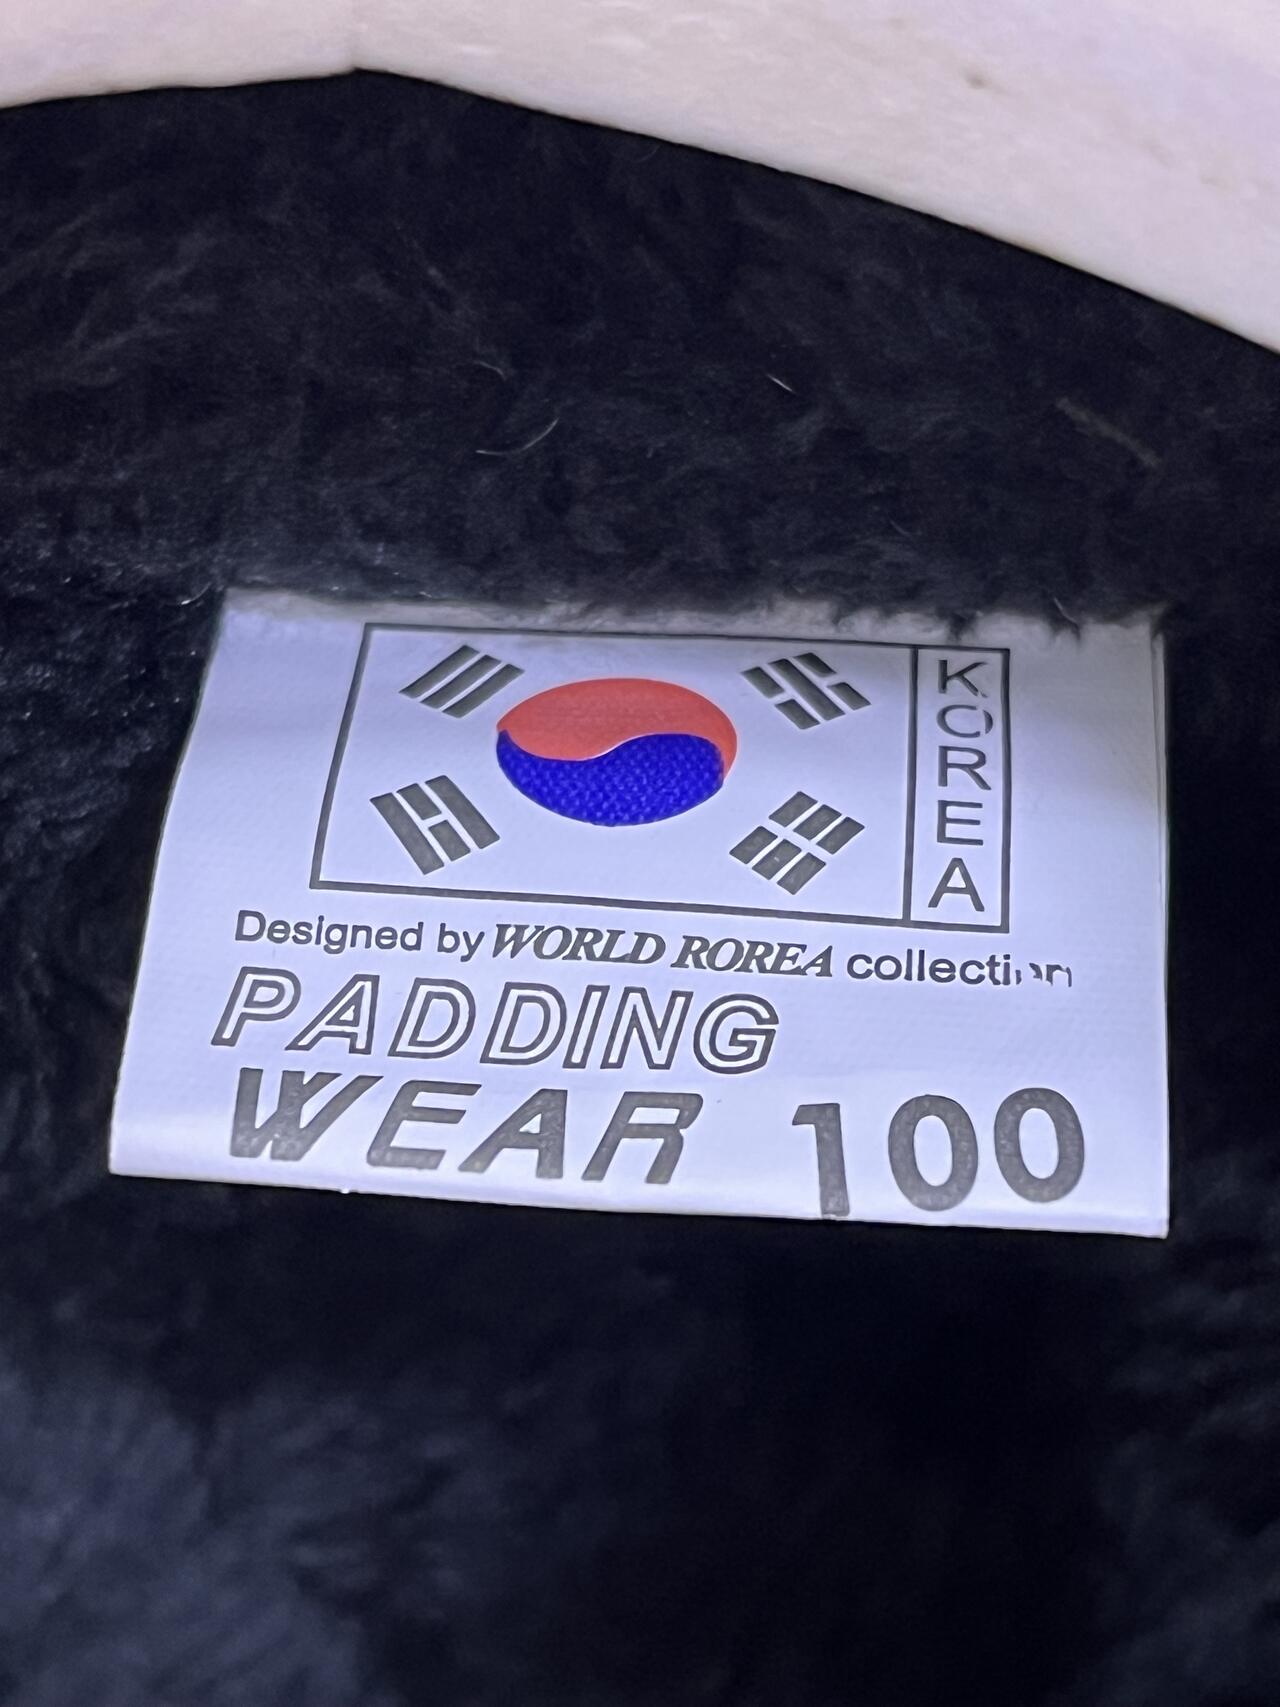 KOREA
Designed by WORLD ROREA collection
PADDING
WEAR 100